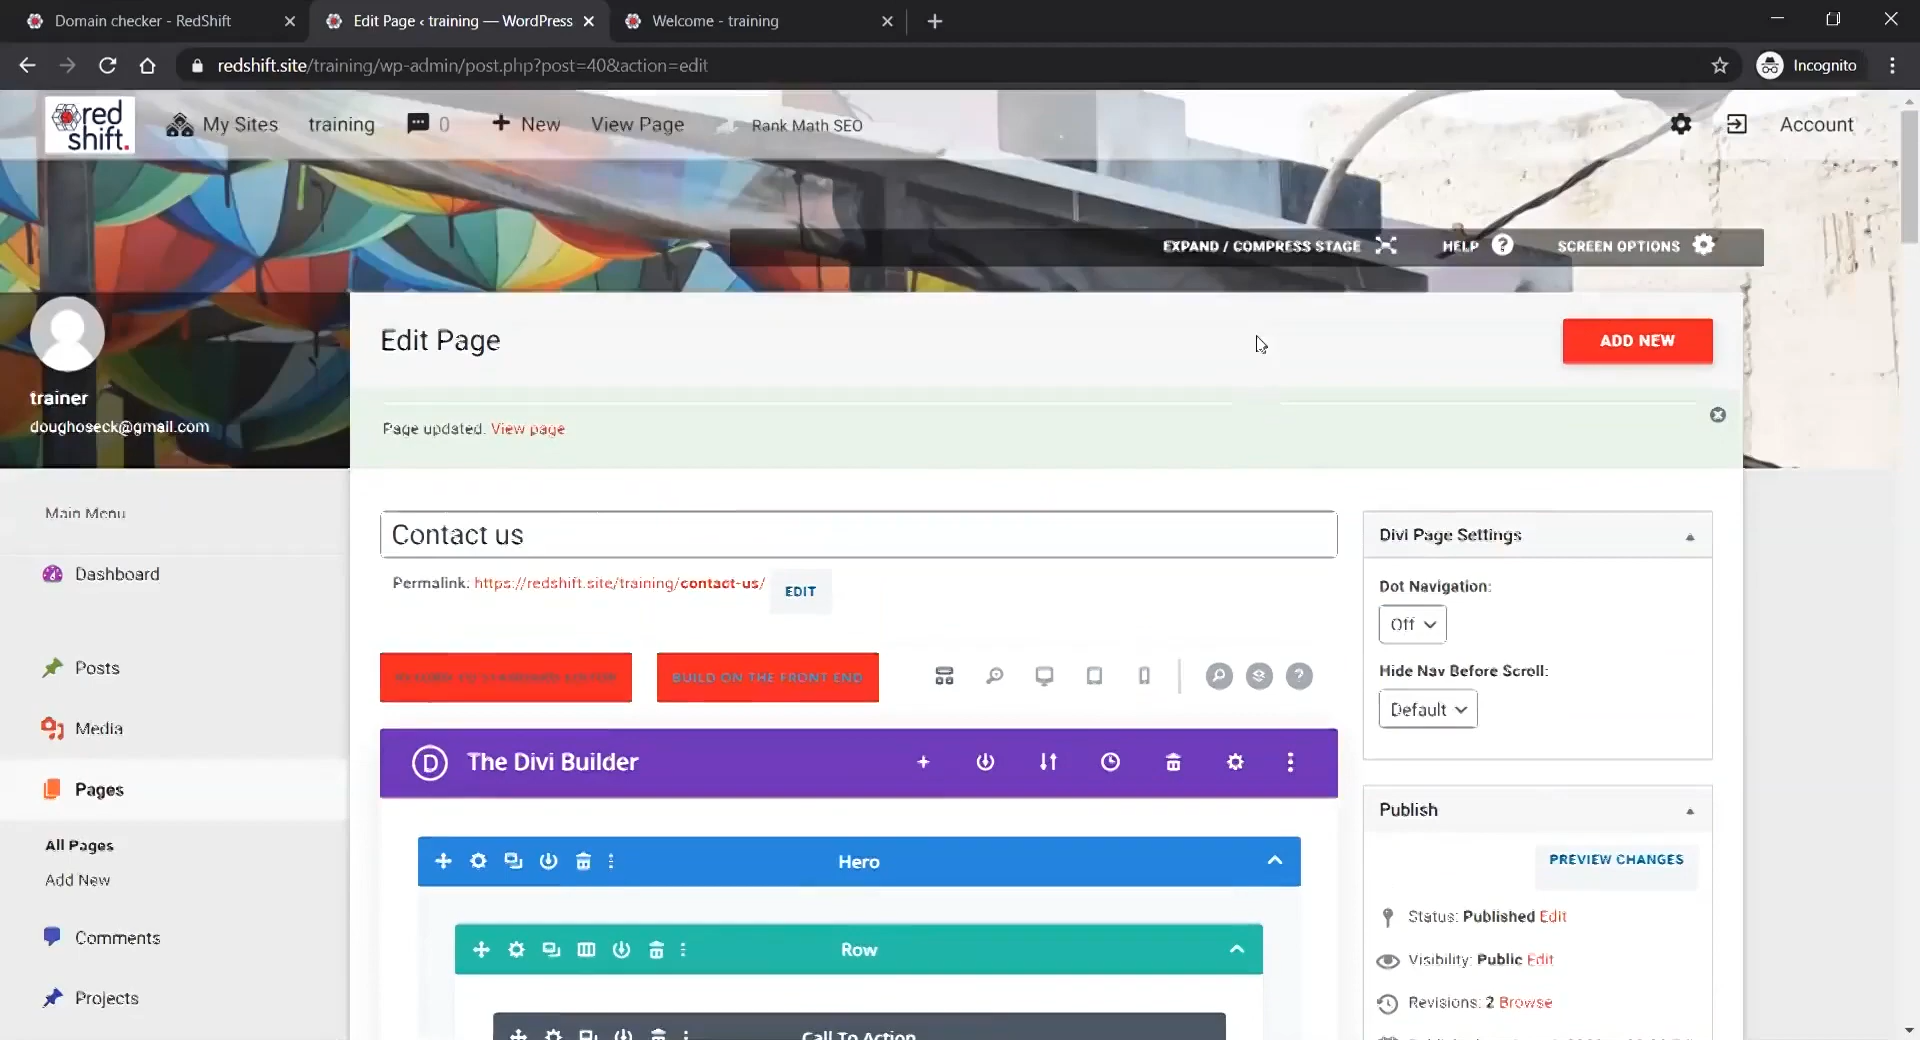 Domain checker - RedShift
Edit Page ‹ training — WordPress
Welcome - training
redshift.site/training/wp-admin/post.php?post=40&action=edit
Incognito
red
shift.
My Sites
training
0
+ New
View Page
Rank Math SEO
Account
EXPAND / COMPRESS STAGE
HELP
SCREEN OPTIONS
Edit Page
ADD NEW
trainer
doughoseck@gmail.com
Page updated. View page
Main Menu
Dashboard
Posts
Media
Pages
All Pages
Add New
Comments
Projects
Contact us
Permalink: https://redshift.site/training/contact-us/
EDIT
RETURN TO STANDARD EDITOR
BUILD ON THE FRONT END
D The Divi Builder
Hero
Row
Call To Action
Divi Page Settings
Dot Navigation:
Off
Hide Nav Before Scroll:
Default
Publish
PREVIEW CHANGES
Status: Published Edit
Visibility: Public Edit
Revisions: 2 Browse